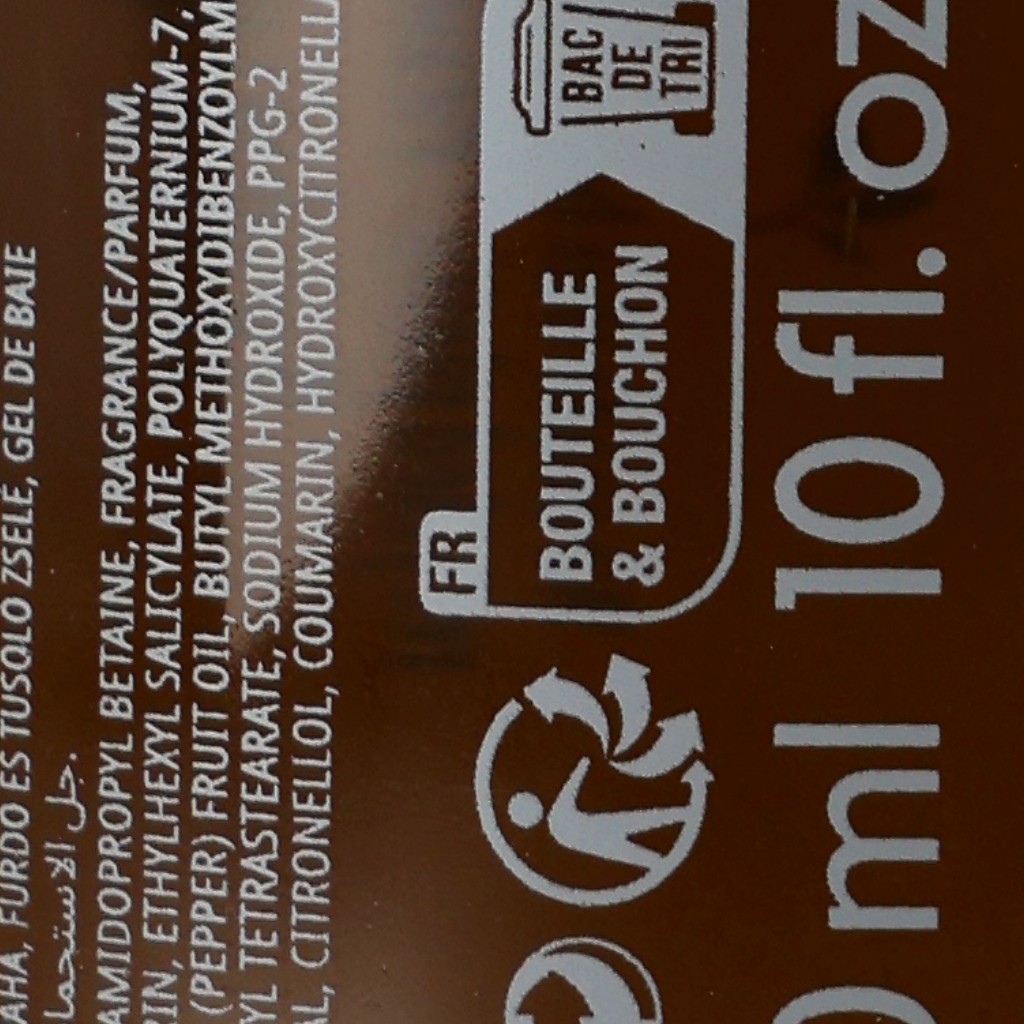 AHA, FURDO ES TUSOLO ZSELE, GEL DE BAIE
جل الاستحما.
AMIDOPROPYL BETAINE, FRAGRANCE/PARFUM,
RIN, ETHYLHEXYL SALICYLATE, POLYQUATERNIUM-7,
(PEPPER) FRUIT OIL, BUTYL METHOXYDIBENZOYLM
YL TETRASTEARATE, SODIUM HYDROXIDE, PPG-2
AL, CITRONELLOL, COUMARIN, HYDROXYCITRONELL
FR
BOUTEILLE
& BOUCHON
BAC
DE
TRI
0 ml 10 fl. oz